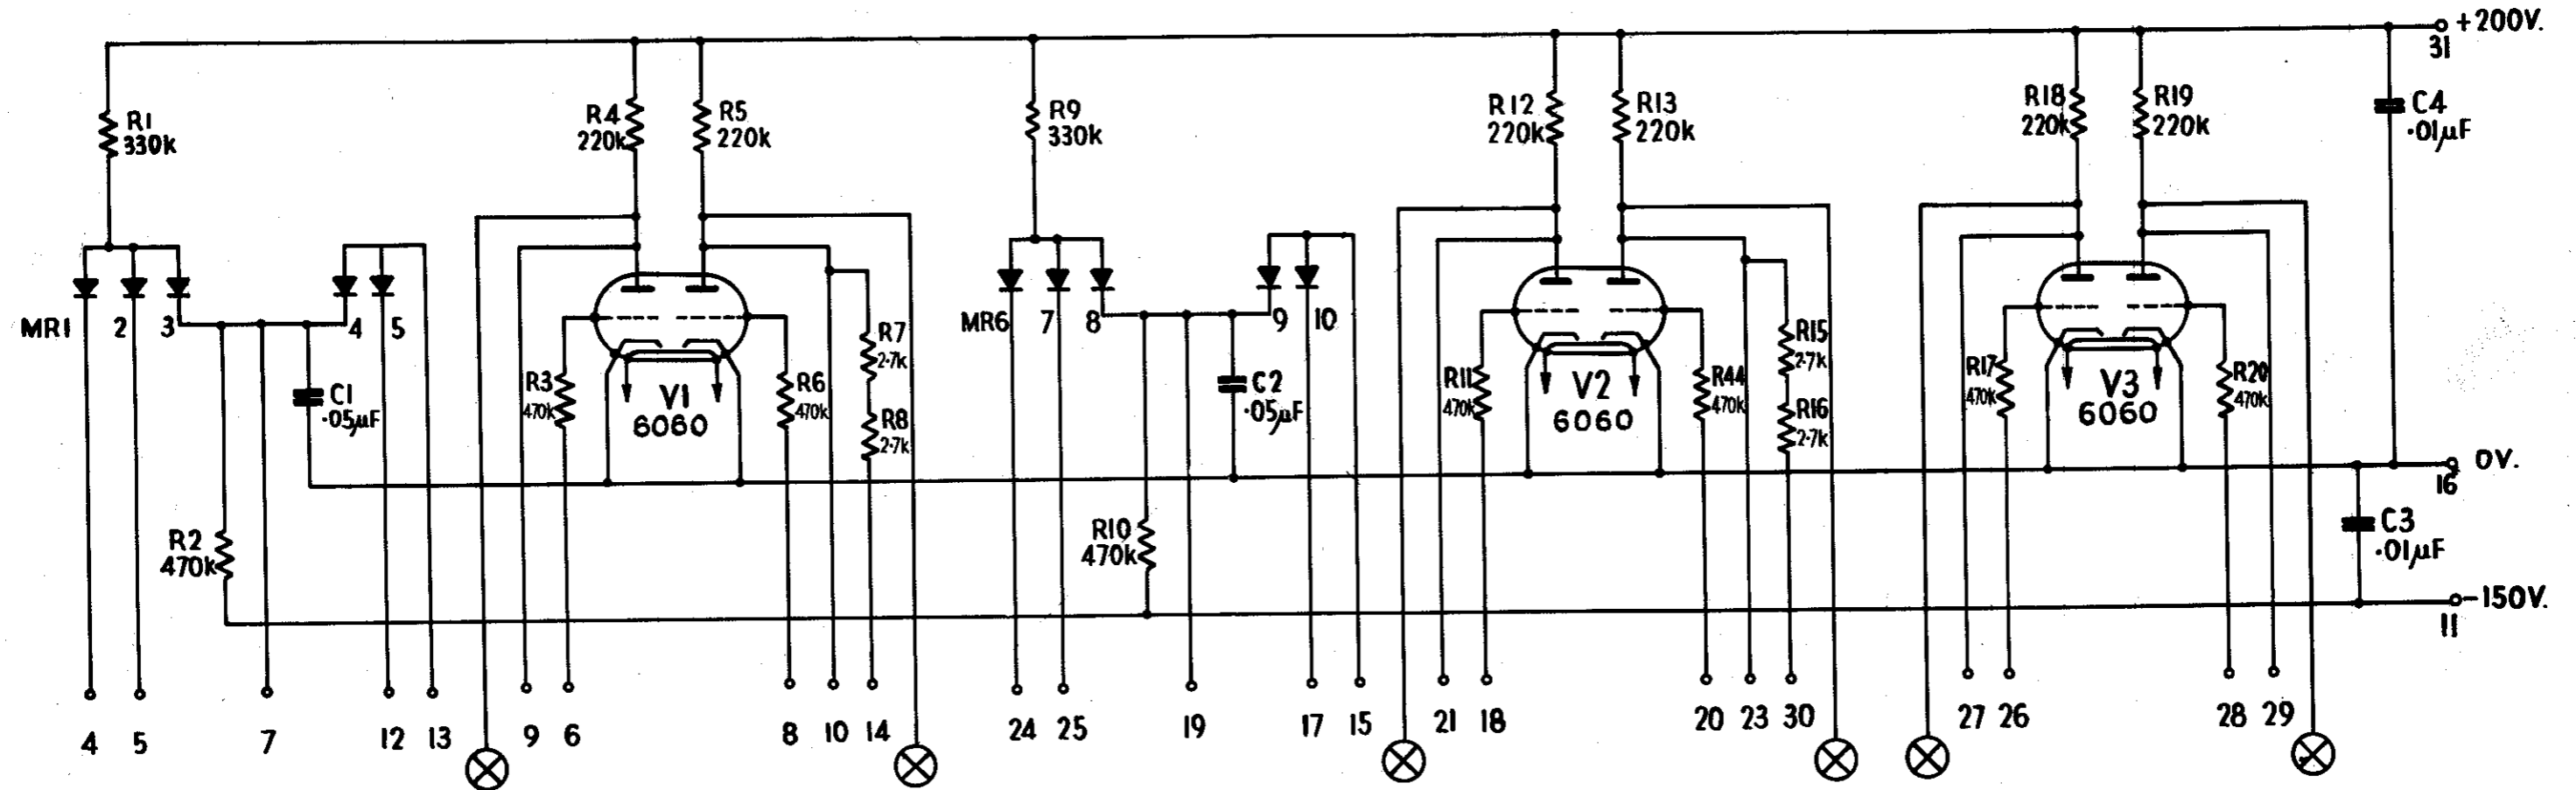 +200V.
31
R1
330k
R4
220k
R5
220k
R9
330k
R12
220k
R13
220k
R18
220k
R19
220k
C4
·01µF
MR1 2 3 4 5
MR6 7 8 9 10
R3
470k
V1
6060
R6
470k
R7
2·7k
R8
2·7k
C1
·05µF
C2
·05µF
R11
470k
V2
6060
R44
470k
R15
2·7k
R16
2·7k
R17
470k
V3
6060
R20
470k
0V.
16
R2
470k
R10
470k
C3
·01µF
-150V.
11
4 5 7 12 13 9 6 8 10 14 24 25 19 17 15 21 18 20 23 30 27 26 28 29